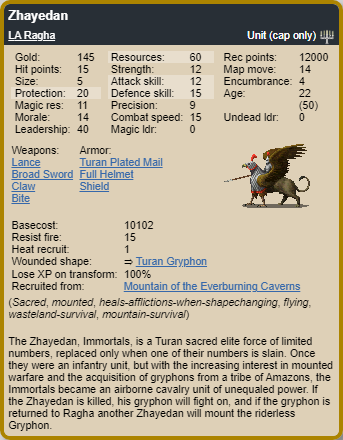 Zhayedan
LA Ragha Unit (cap only)
Gold: 145 Resources: 60 Rec points: 12000
Hit points: 15 Strength: 12 Map move: 14
Size: 5 Attack skill: 12 Encumbrance: 4
Protection: 20 Defence skill: 15 Age: 22
Magic res: 11 Precision: 9 (50)
Morale: 14 Combat speed: 15 Undead ldr: 0
Leadership: 40 Magic ldr: 0
Weapons: Armor:
Lance Turan Plated Mail
Broad Sword Full Helmet
Claw Shield
Bite
Basecost: 10102
Resist fire: 15
Heat recruit: 1
Wounded shape: ⇒ Turan Gryphon
Lose XP on transform: 100%
Recruited from: Mountain of the Everburning Caverns
(Sacred, mounted, heals-afflictions-when-shapechanging, flying,
wasteland-survival, mountain-survival)
The Zhayedan, Immortals, is a Turan sacred elite force of limited
numbers, replaced only when one of their numbers is slain. Once
they were an infantry unit, but with the increasing interest in mounted
warfare and the acquisition of gryphons from a tribe of Amazons, the
Immortals became an airborne cavalry unit of unequaled power. If
the Zhayedan is killed, his gryphon will fight on, and if the gryphon is
returned to Ragha another Zhayedan will mount the riderless
Gryphon.